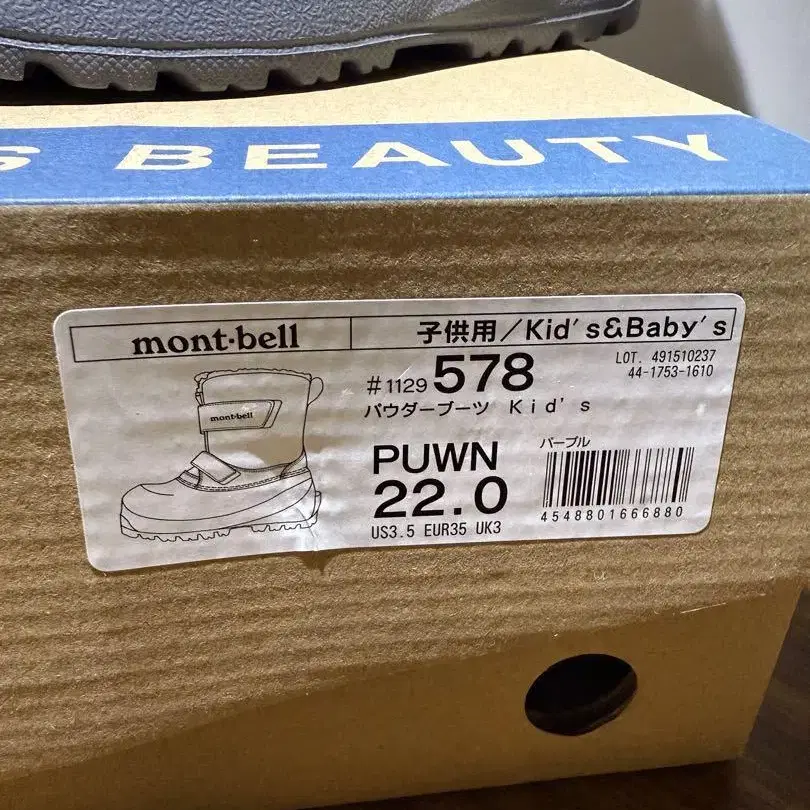 S BEAUTY
mont·bell
子供用/Kid's&Baby's
LOT. 491510237
44-1753-1610
#1129 578
パウダーブーツ Kid's
mont-bell
PUWN
パープル
22.0
4548801666880
US3.5 EUR35 UK3